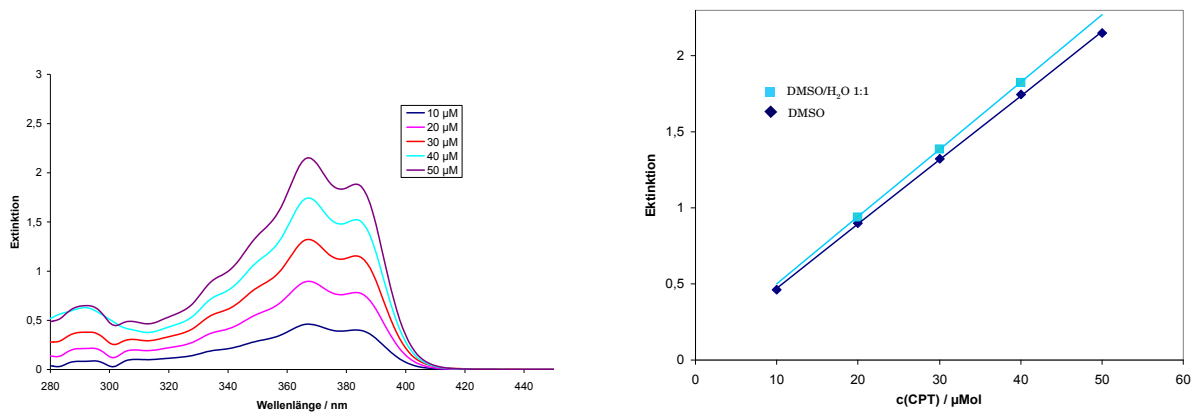 3
2,5
2
1,5
1
0,5
0
Extinktion
280 300 320 340 360 380 400 420 440
Wellenlänge / nm
10 µM
20 µM
30 µM
40 µM
50 µM
2
1,5
1
0,5
0
Ektinktion
DMSO/H₂O 1:1
DMSO
0 10 20 30 40 50 60
c(CPT) / µMol